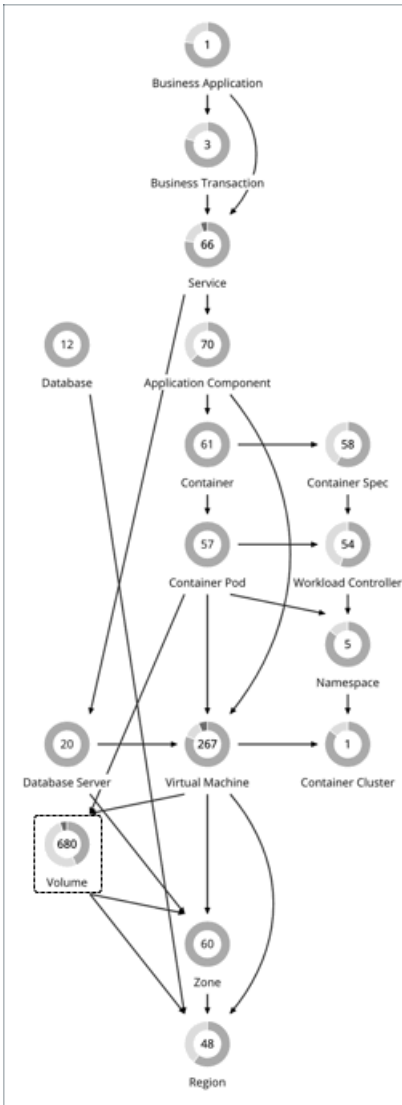 1
Business Application
3
Business Transaction
66
Service
12
Database
70
Application Component
61
Container
58
Container Spec
57
Container Pod
54
Workload Controller
5
Namespace
20
Database Server
267
Virtual Machine
1
Container Cluster
680
Volume
60
Zone
48
Region